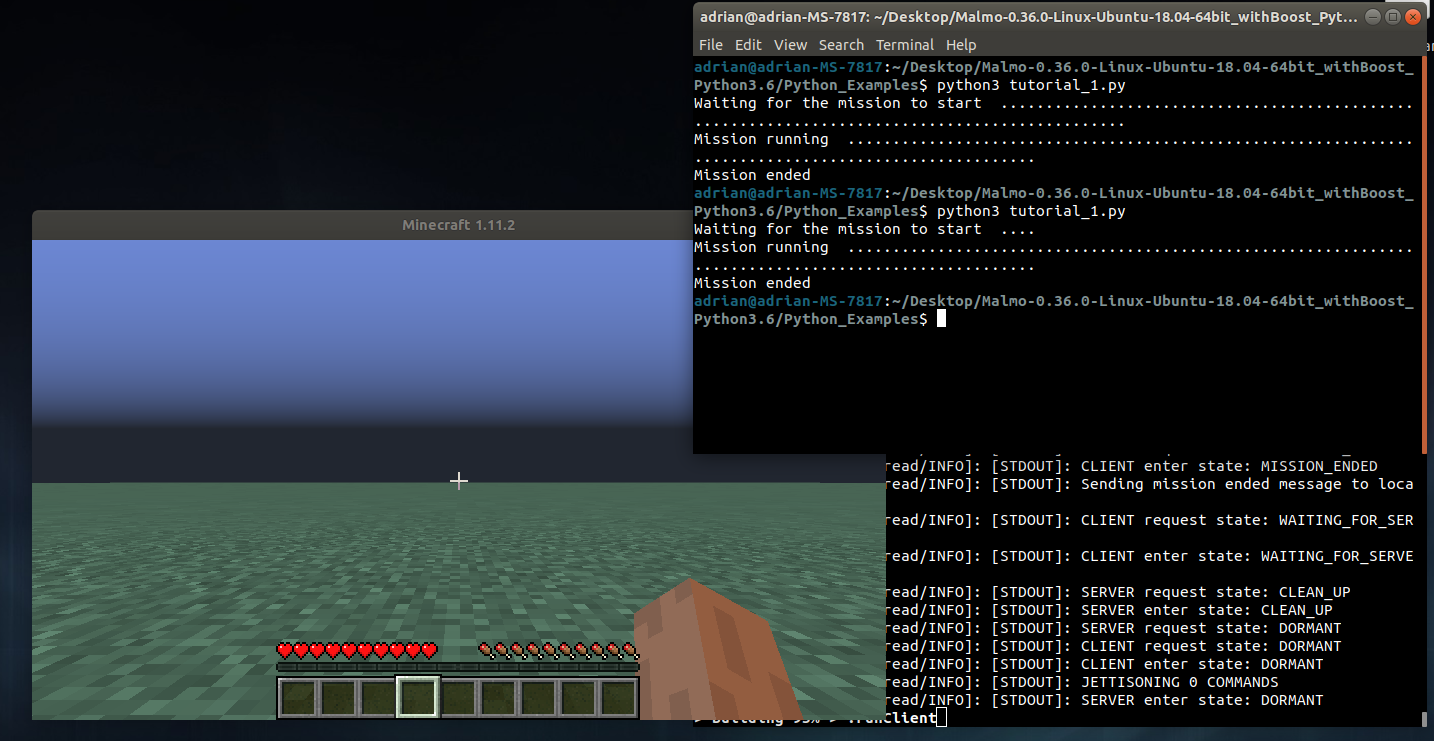 adrian@adrian-MS-7817: ~/Desktop/Malmo-0.36.0-Linux-Ubuntu-18.04-64bit_withBoost_Pyt...
File Edit View Search Terminal Help
adrian@adrian-MS-7817:~/Desktop/Malmo-0.36.0-Linux-Ubuntu-18.04-64bit_withBoost_
Python3.6/Python_Examples$ python3 tutorial_1.py
Waiting for the mission to start ..............................................
................................................
Mission running ...............................................................
......................................
Mission ended
adrian@adrian-MS-7817:~/Desktop/Malmo-0.36.0-Linux-Ubuntu-18.04-64bit_withBoost_
Python3.6/Python_Examples$ python3 tutorial_1.py
Waiting for the mission to start ....
Mission running ...............................................................
......................................
Mission ended
adrian@adrian-MS-7817:~/Desktop/Malmo-0.36.0-Linux-Ubuntu-18.04-64bit_withBoost_
Python3.6/Python_Examples$
Minecraft 1.11.2
read/INFO]: [STDOUT]: CLIENT enter state: MISSION_ENDED
read/INFO]: [STDOUT]: Sending mission ended message to loca
read/INFO]: [STDOUT]: CLIENT request state: WAITING_FOR_SER
read/INFO]: [STDOUT]: CLIENT enter state: WAITING_FOR_SERVE
read/INFO]: [STDOUT]: SERVER request state: CLEAN_UP
read/INFO]: [STDOUT]: SERVER enter state: CLEAN_UP
read/INFO]: [STDOUT]: SERVER request state: DORMANT
read/INFO]: [STDOUT]: CLIENT request state: DORMANT
read/INFO]: [STDOUT]: CLIENT enter state: DORMANT
read/INFO]: [STDOUT]: JETTISONING 0 COMMANDS
read/INFO]: [STDOUT]: SERVER enter state: DORMANT
> Building 95% > :runClient